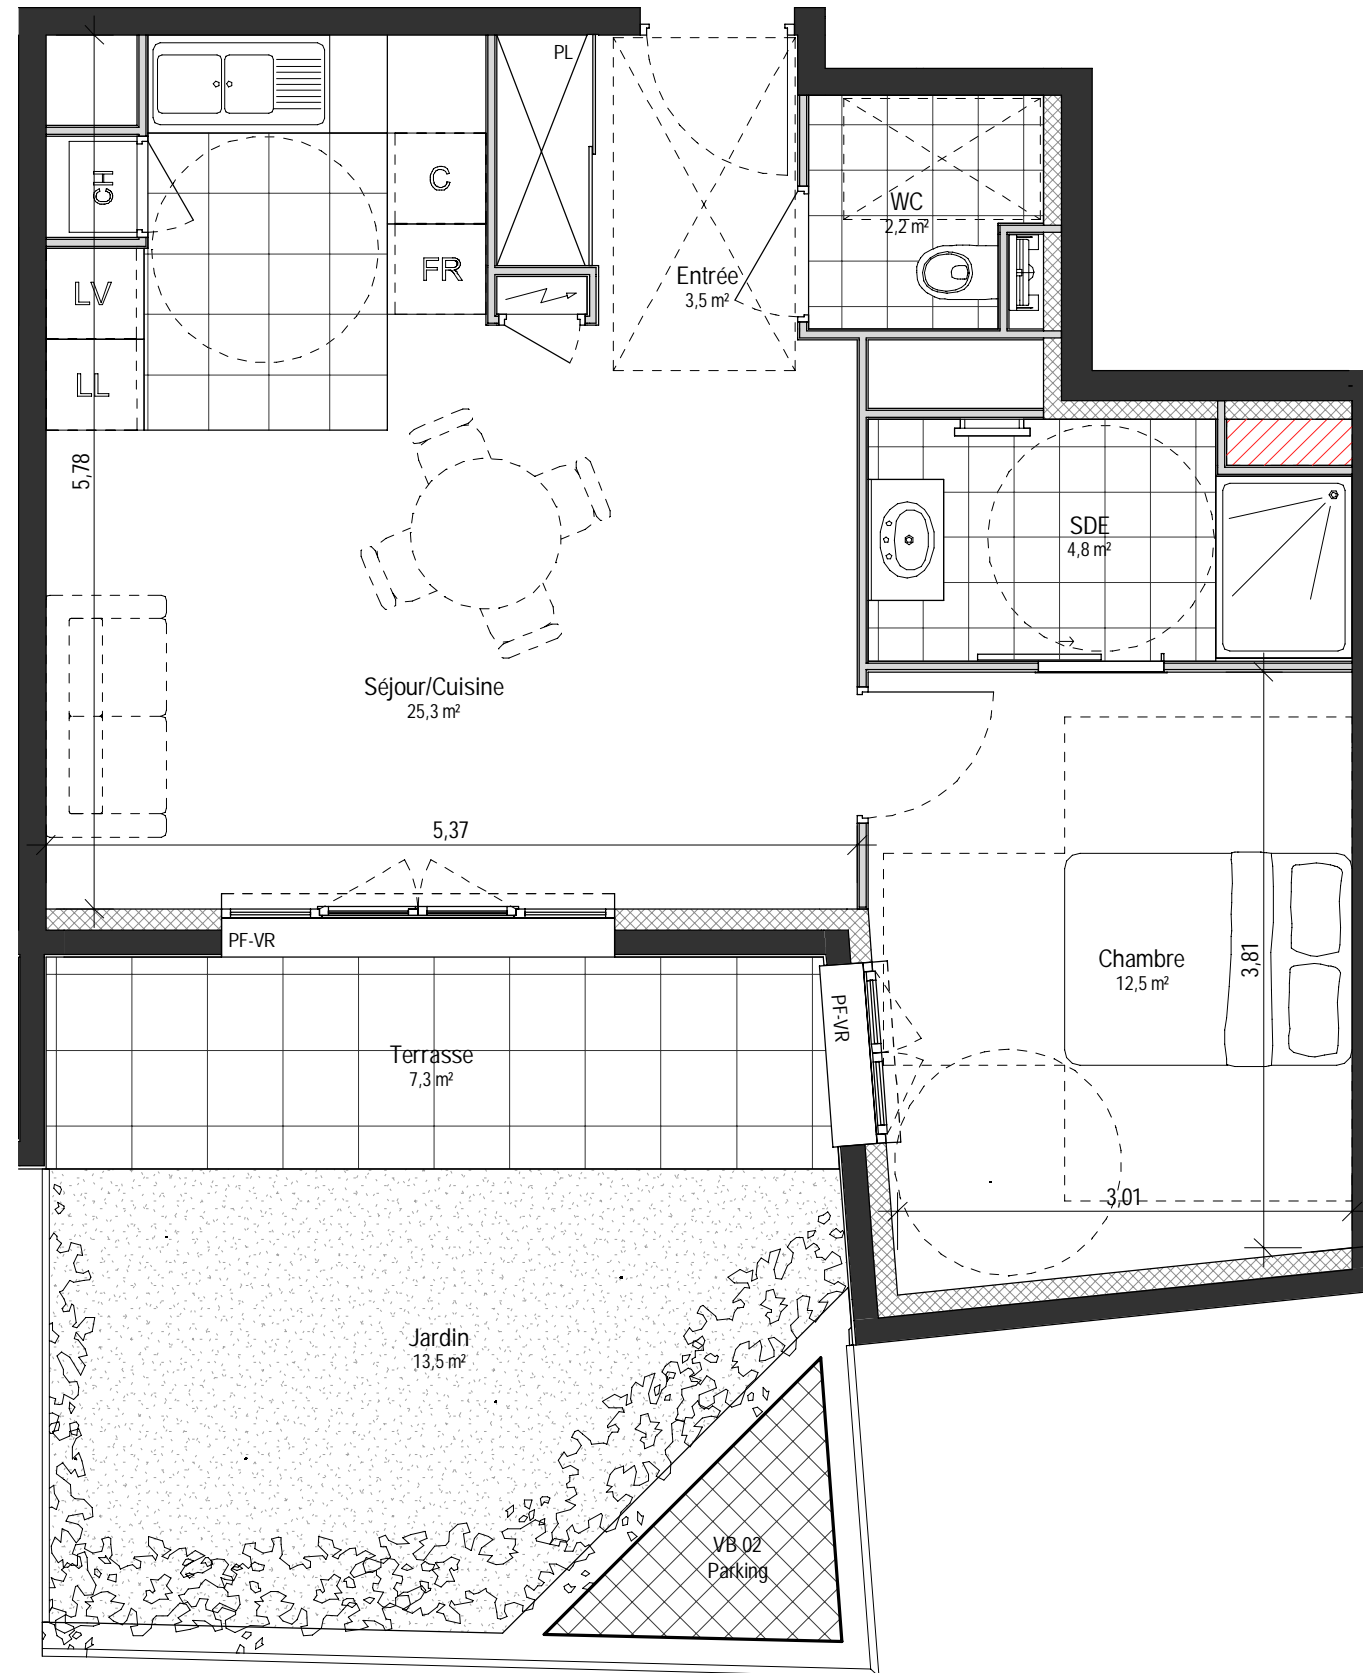 PL
CH
C
WC
2,2 m²
FR
Entrée
3,5 m²
LV
LL
5,78
SDE
4,8 m²
Séjour/Cuisine
25,3 m²
5,37
PF-VR
Chambre
12,5 m²
3,81
PF-VR
Terrasse
7,3 m²
3,01
Jardin
13,5 m²
VB 02
Parking